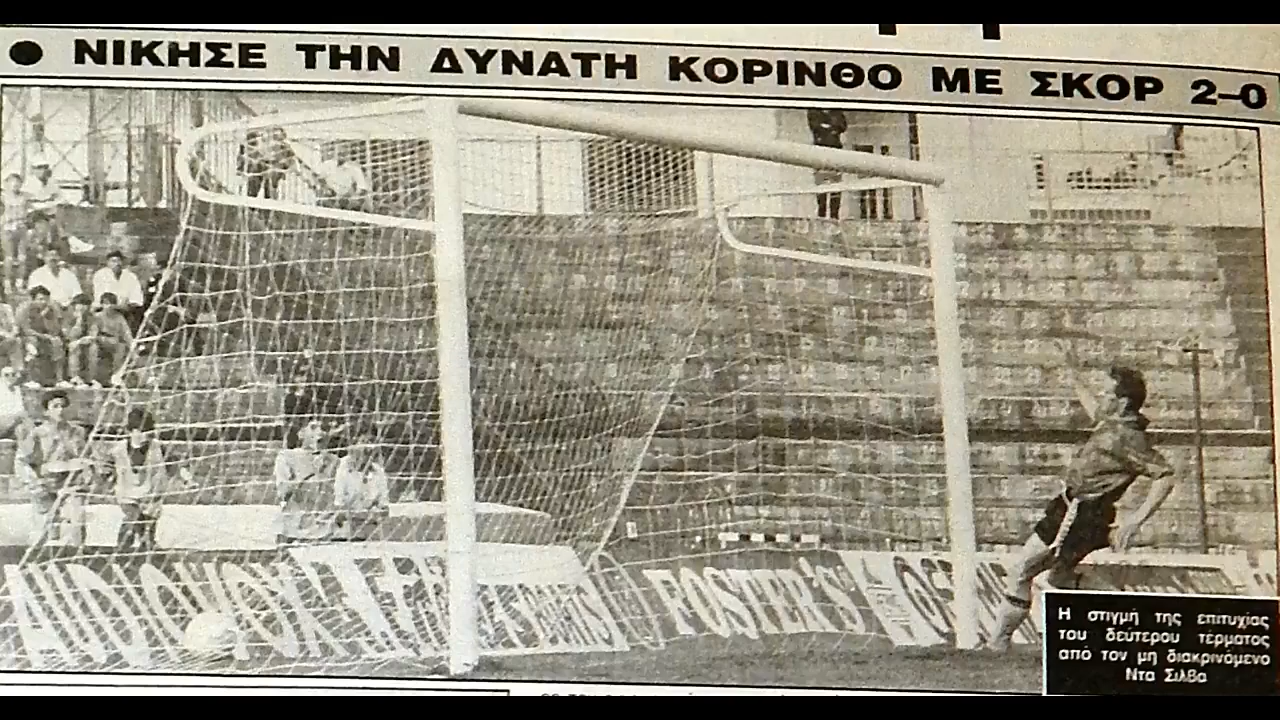 ● ΝΙΚΗΣΕ ΤΗΝ ΔΥΝΑΤΗ ΚΟΡΙΝΘΟ ΜΕ ΣΚΟΡ 2–0
FOSTER'S
Η στιγμή της επιτυχίας
του δεύτερου τέρματος
από τον μη διακρινόμενο
Ντα Σιλβα